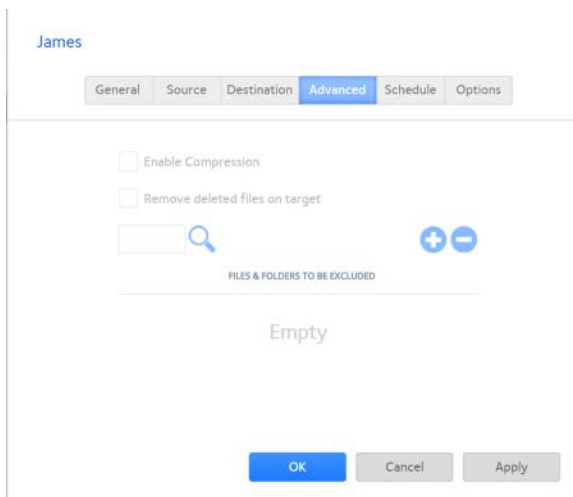 James
General Source Destination Advanced Schedule Options
Enable Compression
Remove deleted files on target
FILES & FOLDERS TO BE EXCLUDED
Empty
OK Cancel Apply